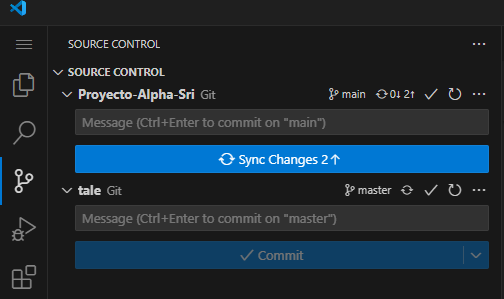 SOURCE CONTROL
SOURCE CONTROL
Proyecto-Alpha-Sri Git main 0↓ 2↑
Message (Ctrl+Enter to commit on "main")
Sync Changes 2↑
tale Git master
Message (Ctrl+Enter to commit on "master")
Commit